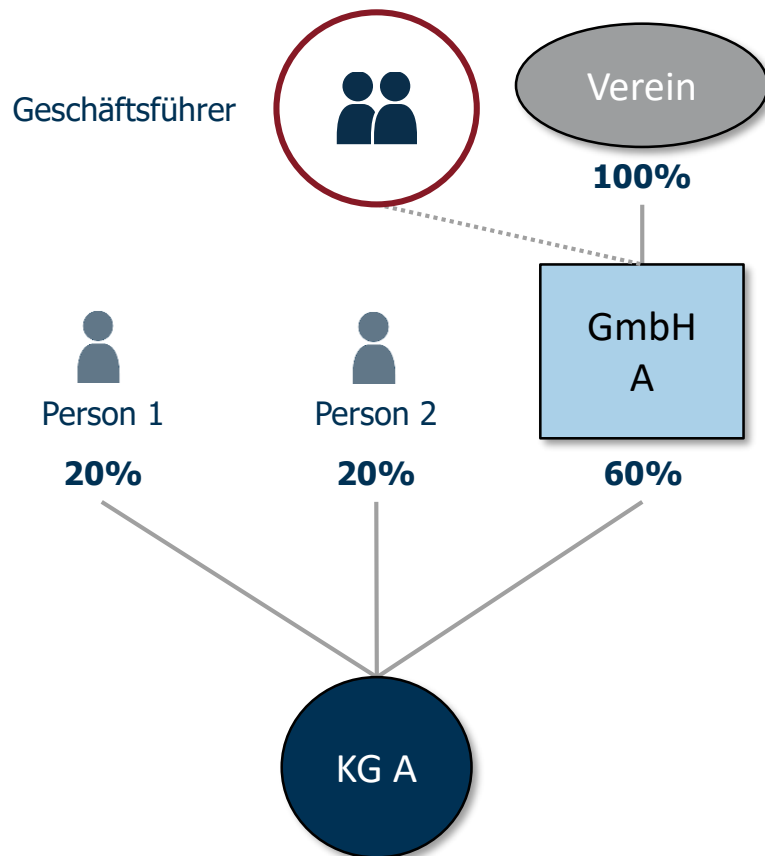 Geschäftsführer
Verein
100%
GmbH
A
Person 1
Person 2
20%
20%
60%
KG A